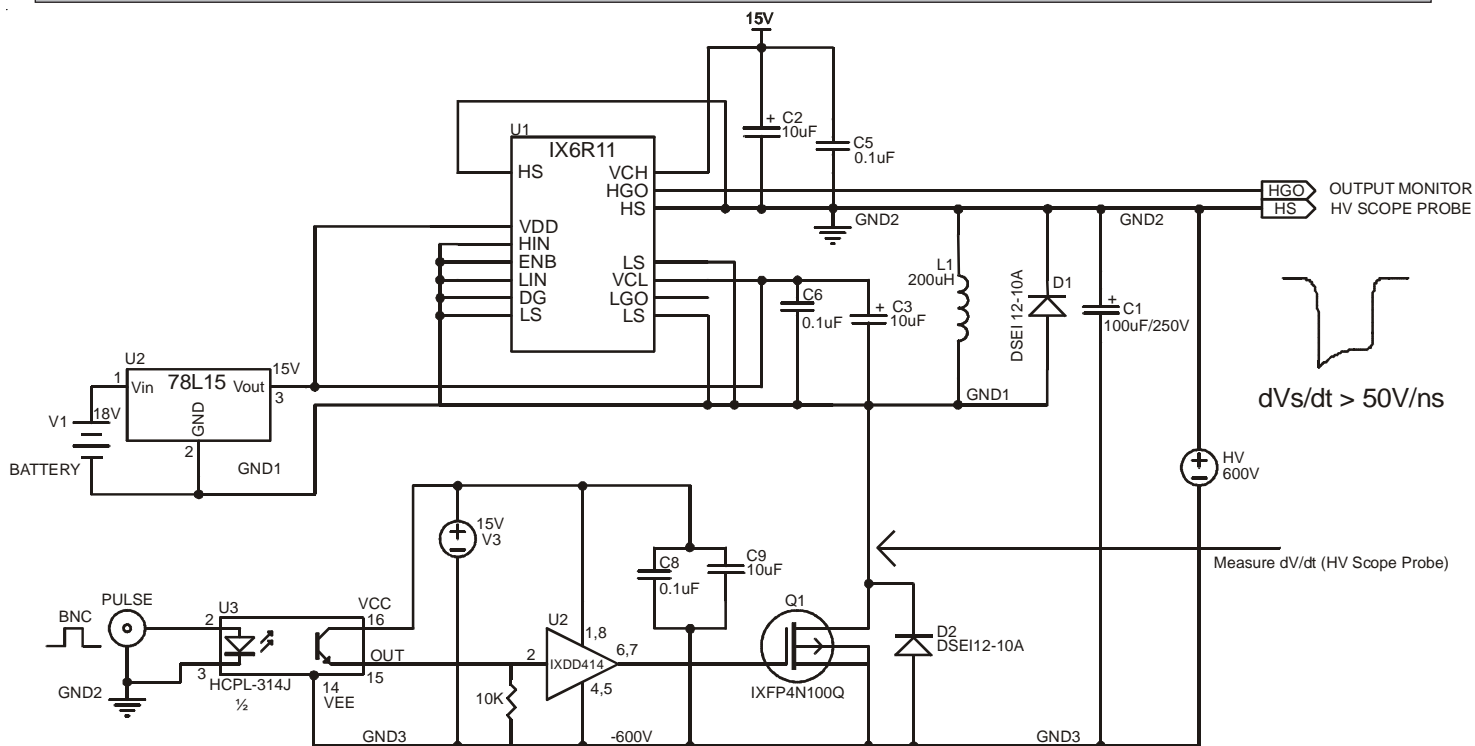 15V
+ C2
10uF
C5
0.1uF
U1
IX6R11
HS
VCH
HGO
HS
VDD
HIN
ENB
LIN
DG
LS
LS
VCL
LGO
LS
HGO OUTPUT MONITOR
HS HV SCOPE PROBE
GND2
GND2
L1
200uH
DSEI 12-10A
D1
+
C1
100uF/250V
C6
0.1uF
+ C3
10uF
dVs/dt > 50V/ns
U2
1 Vin 78L15 Vout 3
15V
GND
2
V1
18V
BATTERY
GND1
GND1
HV
600V
15V
V3
C8
0.1uF
C9
10uF
Measure dV/dt (HV Scope Probe)
PULSE
BNC
U3
2
3
VCC
16
OUT
15
HCPL-314J
½
14
VEE
GND2
10K
U2
2
IXDD414
1,8
6,7
4,5
Q1
IXFP4N100Q
D2
DSEI12-10A
GND3
-600V
GND3